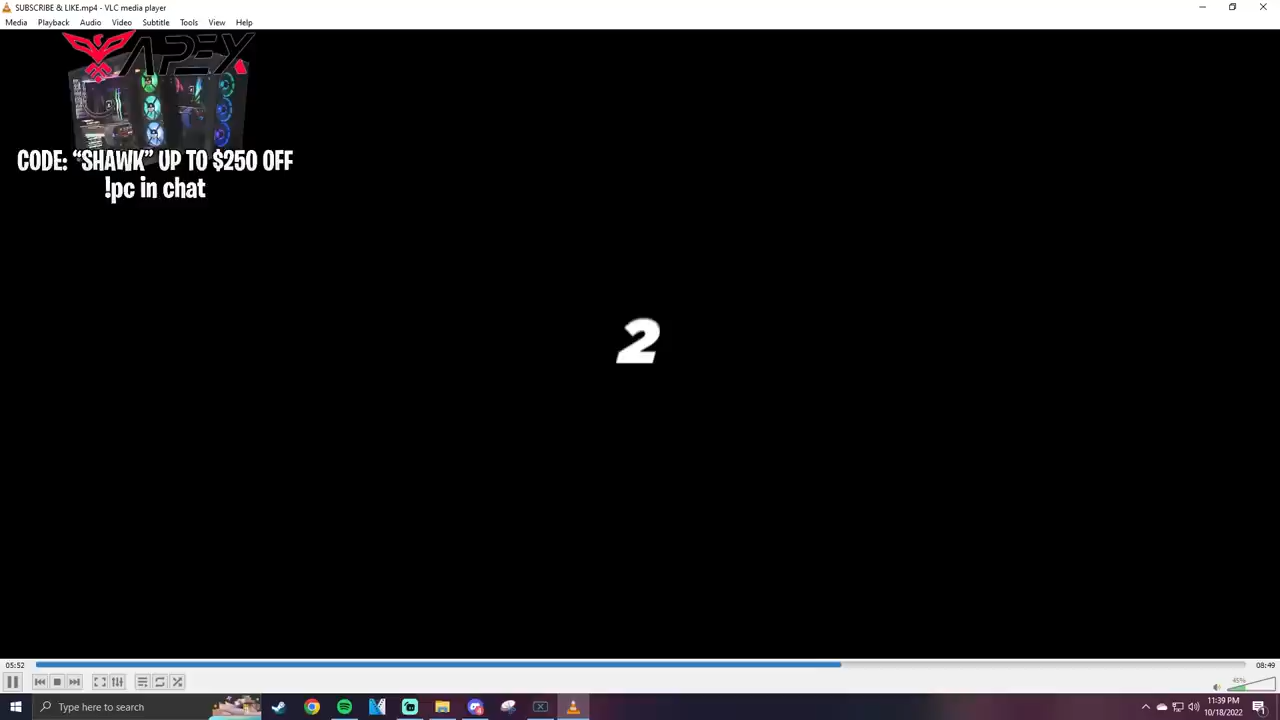 SUBSCRIBE & LIKE.mp4 - VLC media player
Media Playback Audio Video Subtitle Tools View Help
APEX
CODE: “SHAWK” UP TO $250 OFF
!pc in chat
2
05:52
08:49
45%
Type here to search
11:39 PM
10/18/2022